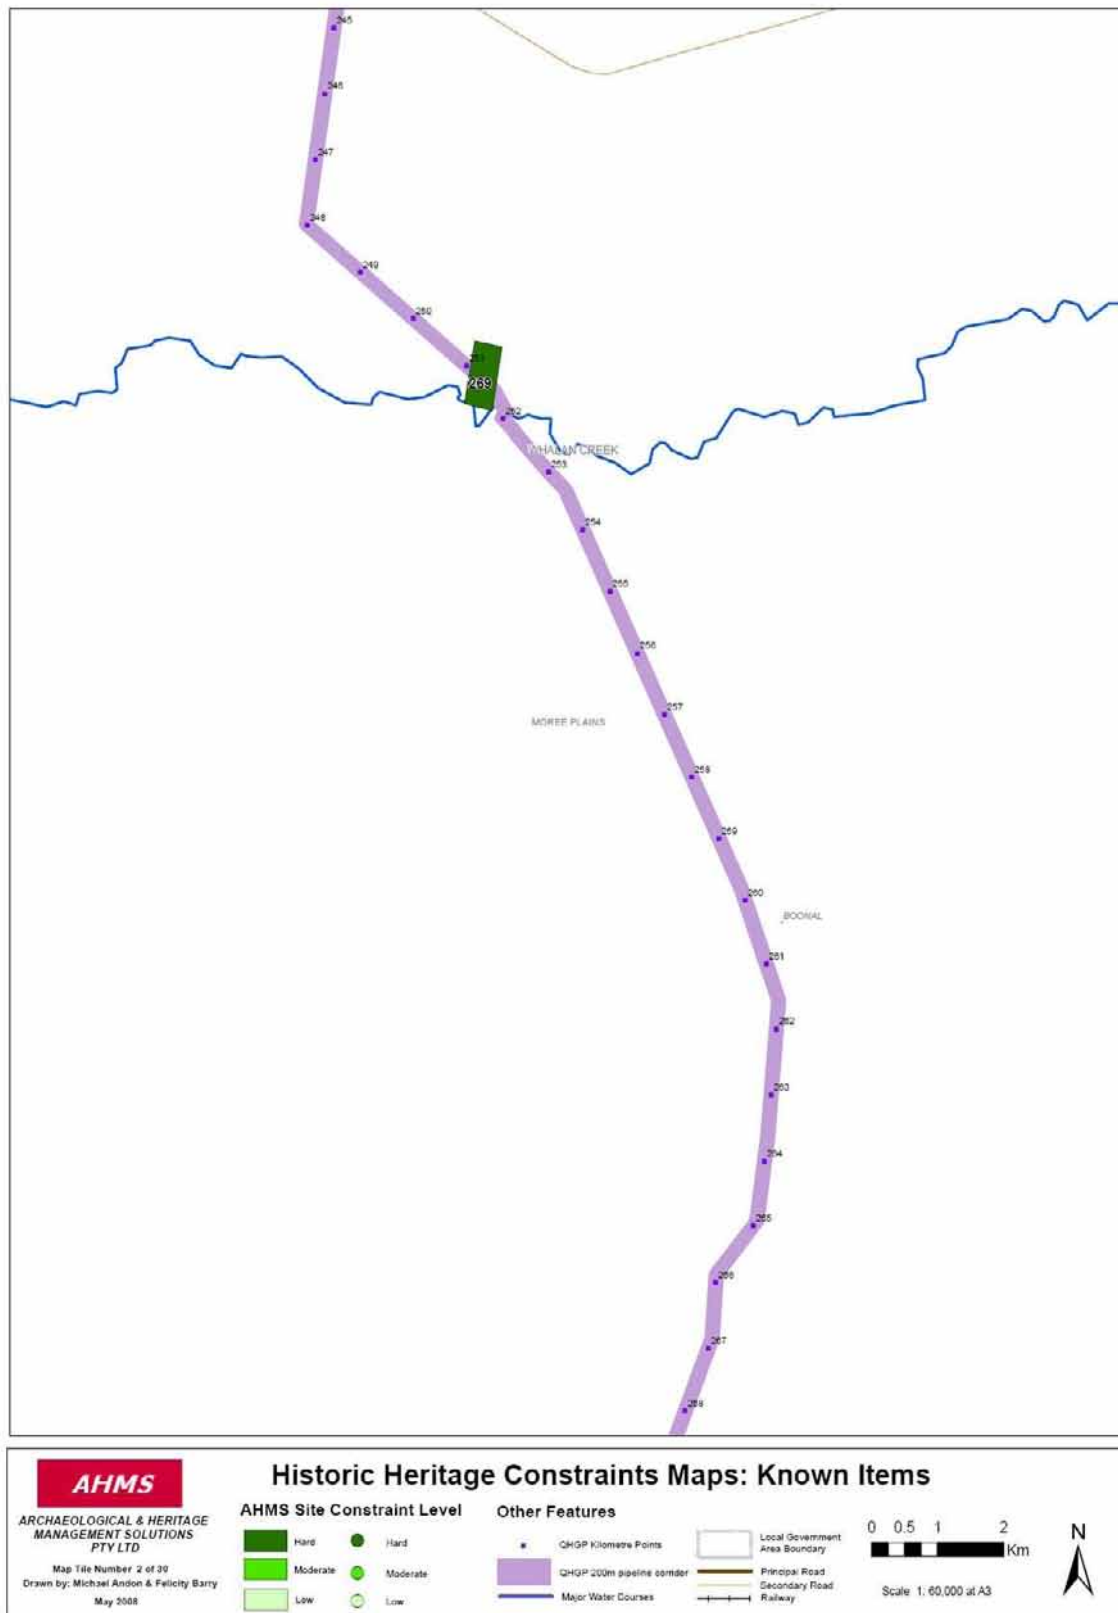 245
246
247
248
249
250
251
269
252
WHALAN CREEK
253
254
255
256
MOREE PLAINS
257
258
259
260
BOONAL
261
262
263
264
265
266
267
268
AHMS
ARCHAEOLOGICAL & HERITAGE
MANAGEMENT SOLUTIONS
PTY LTD
Map Tile Number 2 of 30
Drawn by: Michael Andon & Felicity Barry
May 2008
Historic Heritage Constraints Maps: Known Items
AHMS Site Constraint Level
Hard Hard
Moderate Moderate
Low Low
Other Features
QHGP Kilometre Points
QHGP 200m pipeline corridor
Major Water Courses
Local Government
Area Boundary
Principal Road
Secondary Road
Railway
0 0.5 1 2
Km
Scale 1: 60,000 at A3
N